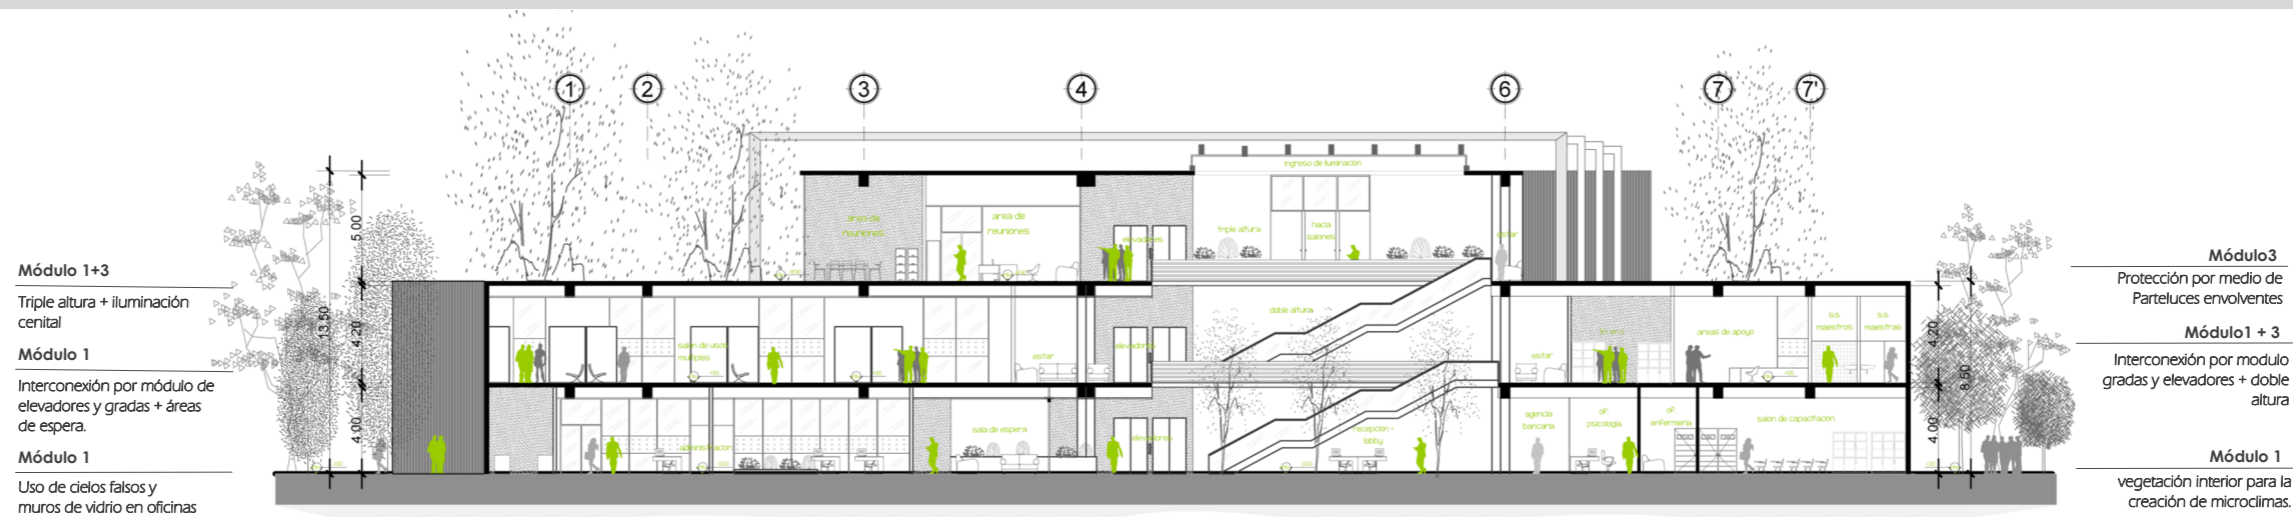 1
2
3
4
6
7
7'
ingreso de iluminacion
5.00
area de
reuniones
area de
reuniones
elevadores
triple altura
hacia
salones
estar
Módulo 1+3
Triple altura + iluminación
cenital
Módulo 1
Interconexión por módulo de
elevadores y gradas + áreas
de espera.
Módulo 1
Uso de cielos falsos y
muros de vidrio en oficinas
13.50
4.20
4.00
salon de usos
multiples
estar
elevadores
doble altura
estar
areas de apoyo
s.s
maestros
s.s
maestras
administracion
sala de espera
elevadores
recepcion -
lobby
agencia
bancaria
of.
psicologia
of.
enfermeria
salon de capacitacion
4.20
8.50
4.00
Módulo3
Protección por medio de
Parteluces envolventes
Módulo1 + 3
Interconexión por modulo
gradas y elevadores + doble
altura
Módulo 1
vegetación interior para la
creación de microclimas.